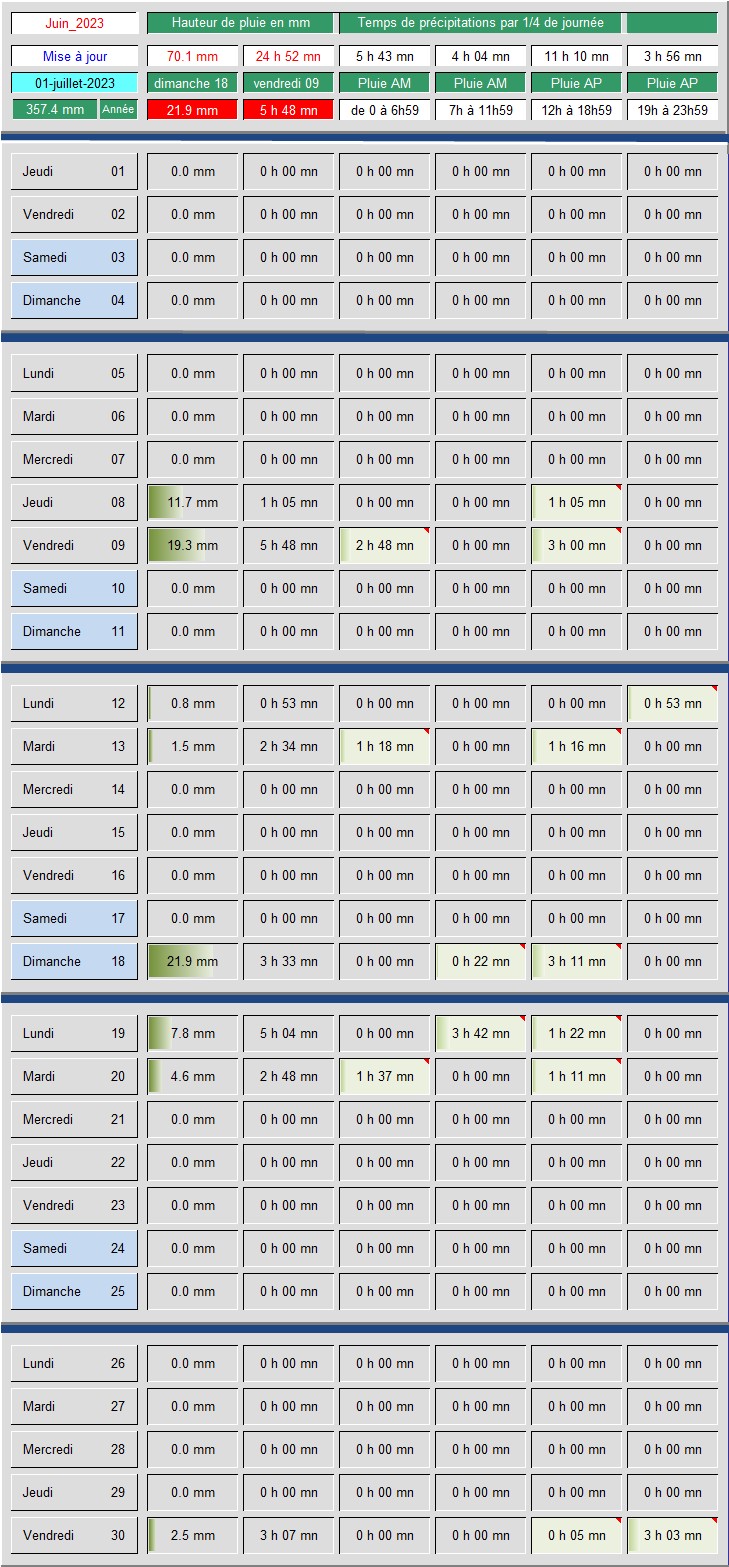 Juin_2023 Hauteur de pluie en mm Temps de précipitations par 1/4 de journée
Mise à jour 70.1 mm 24 h 52 mn 5 h 43 mn 4 h 04 mn 11 h 10 mn 3 h 56 mn
01-juillet-2023 dimanche 18 vendredi 09 Pluie AM Pluie AM Pluie AP Pluie AP
357.4 mm Année 21.9 mm 5 h 48 mn de 0 à 6h59 7h à 11h59 12h à 18h59 19h à 23h59
Jeudi 01 0.0 mm 0 h 00 mn 0 h 00 mn 0 h 00 mn 0 h 00 mn 0 h 00 mn
Vendredi 02 0.0 mm 0 h 00 mn 0 h 00 mn 0 h 00 mn 0 h 00 mn 0 h 00 mn
Samedi 03 0.0 mm 0 h 00 mn 0 h 00 mn 0 h 00 mn 0 h 00 mn 0 h 00 mn
Dimanche 04 0.0 mm 0 h 00 mn 0 h 00 mn 0 h 00 mn 0 h 00 mn 0 h 00 mn
Lundi 05 0.0 mm 0 h 00 mn 0 h 00 mn 0 h 00 mn 0 h 00 mn 0 h 00 mn
Mardi 06 0.0 mm 0 h 00 mn 0 h 00 mn 0 h 00 mn 0 h 00 mn 0 h 00 mn
Mercredi 07 0.0 mm 0 h 00 mn 0 h 00 mn 0 h 00 mn 0 h 00 mn 0 h 00 mn
Jeudi 08 11.7 mm 1 h 05 mn 0 h 00 mn 0 h 00 mn 1 h 05 mn 0 h 00 mn
Vendredi 09 19.3 mm 5 h 48 mn 2 h 48 mn 0 h 00 mn 3 h 00 mn 0 h 00 mn
Samedi 10 0.0 mm 0 h 00 mn 0 h 00 mn 0 h 00 mn 0 h 00 mn 0 h 00 mn
Dimanche 11 0.0 mm 0 h 00 mn 0 h 00 mn 0 h 00 mn 0 h 00 mn 0 h 00 mn
Lundi 12 0.8 mm 0 h 53 mn 0 h 00 mn 0 h 00 mn 0 h 00 mn 0 h 53 mn
Mardi 13 1.5 mm 2 h 34 mn 1 h 18 mn 0 h 00 mn 1 h 16 mn 0 h 00 mn
Mercredi 14 0.0 mm 0 h 00 mn 0 h 00 mn 0 h 00 mn 0 h 00 mn 0 h 00 mn
Jeudi 15 0.0 mm 0 h 00 mn 0 h 00 mn 0 h 00 mn 0 h 00 mn 0 h 00 mn
Vendredi 16 0.0 mm 0 h 00 mn 0 h 00 mn 0 h 00 mn 0 h 00 mn 0 h 00 mn
Samedi 17 0.0 mm 0 h 00 mn 0 h 00 mn 0 h 00 mn 0 h 00 mn 0 h 00 mn
Dimanche 18 21.9 mm 3 h 33 mn 0 h 00 mn 0 h 22 mn 3 h 11 mn 0 h 00 mn
Lundi 19 7.8 mm 5 h 04 mn 0 h 00 mn 3 h 42 mn 1 h 22 mn 0 h 00 mn
Mardi 20 4.6 mm 2 h 48 mn 1 h 37 mn 0 h 00 mn 1 h 11 mn 0 h 00 mn
Mercredi 21 0.0 mm 0 h 00 mn 0 h 00 mn 0 h 00 mn 0 h 00 mn 0 h 00 mn
Jeudi 22 0.0 mm 0 h 00 mn 0 h 00 mn 0 h 00 mn 0 h 00 mn 0 h 00 mn
Vendredi 23 0.0 mm 0 h 00 mn 0 h 00 mn 0 h 00 mn 0 h 00 mn 0 h 00 mn
Samedi 24 0.0 mm 0 h 00 mn 0 h 00 mn 0 h 00 mn 0 h 00 mn 0 h 00 mn
Dimanche 25 0.0 mm 0 h 00 mn 0 h 00 mn 0 h 00 mn 0 h 00 mn 0 h 00 mn
Lundi 26 0.0 mm 0 h 00 mn 0 h 00 mn 0 h 00 mn 0 h 00 mn 0 h 00 mn
Mardi 27 0.0 mm 0 h 00 mn 0 h 00 mn 0 h 00 mn 0 h 00 mn 0 h 00 mn
Mercredi 28 0.0 mm 0 h 00 mn 0 h 00 mn 0 h 00 mn 0 h 00 mn 0 h 00 mn
Jeudi 29 0.0 mm 0 h 00 mn 0 h 00 mn 0 h 00 mn 0 h 00 mn 0 h 00 mn
Vendredi 30 2.5 mm 3 h 07 mn 0 h 00 mn 0 h 00 mn 0 h 05 mn 3 h 03 mn